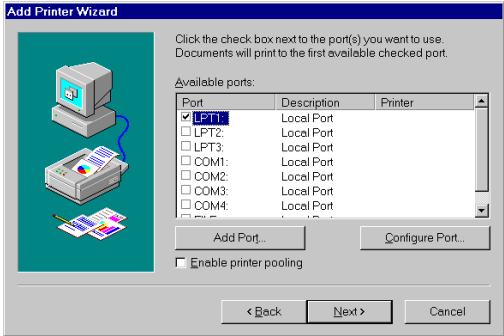 Add Printer Wizard
Click the check box next to the port(s) you want to use.
Documents will print to the first available checked port.
Available ports:
Port Description Printer
LPT1: Local Port
LPT2: Local Port
LPT3: Local Port
COM1: Local Port
COM2: Local Port
COM3: Local Port
COM4: Local Port
Add Port... Configure Port...
Enable printer pooling
< Back Next > Cancel